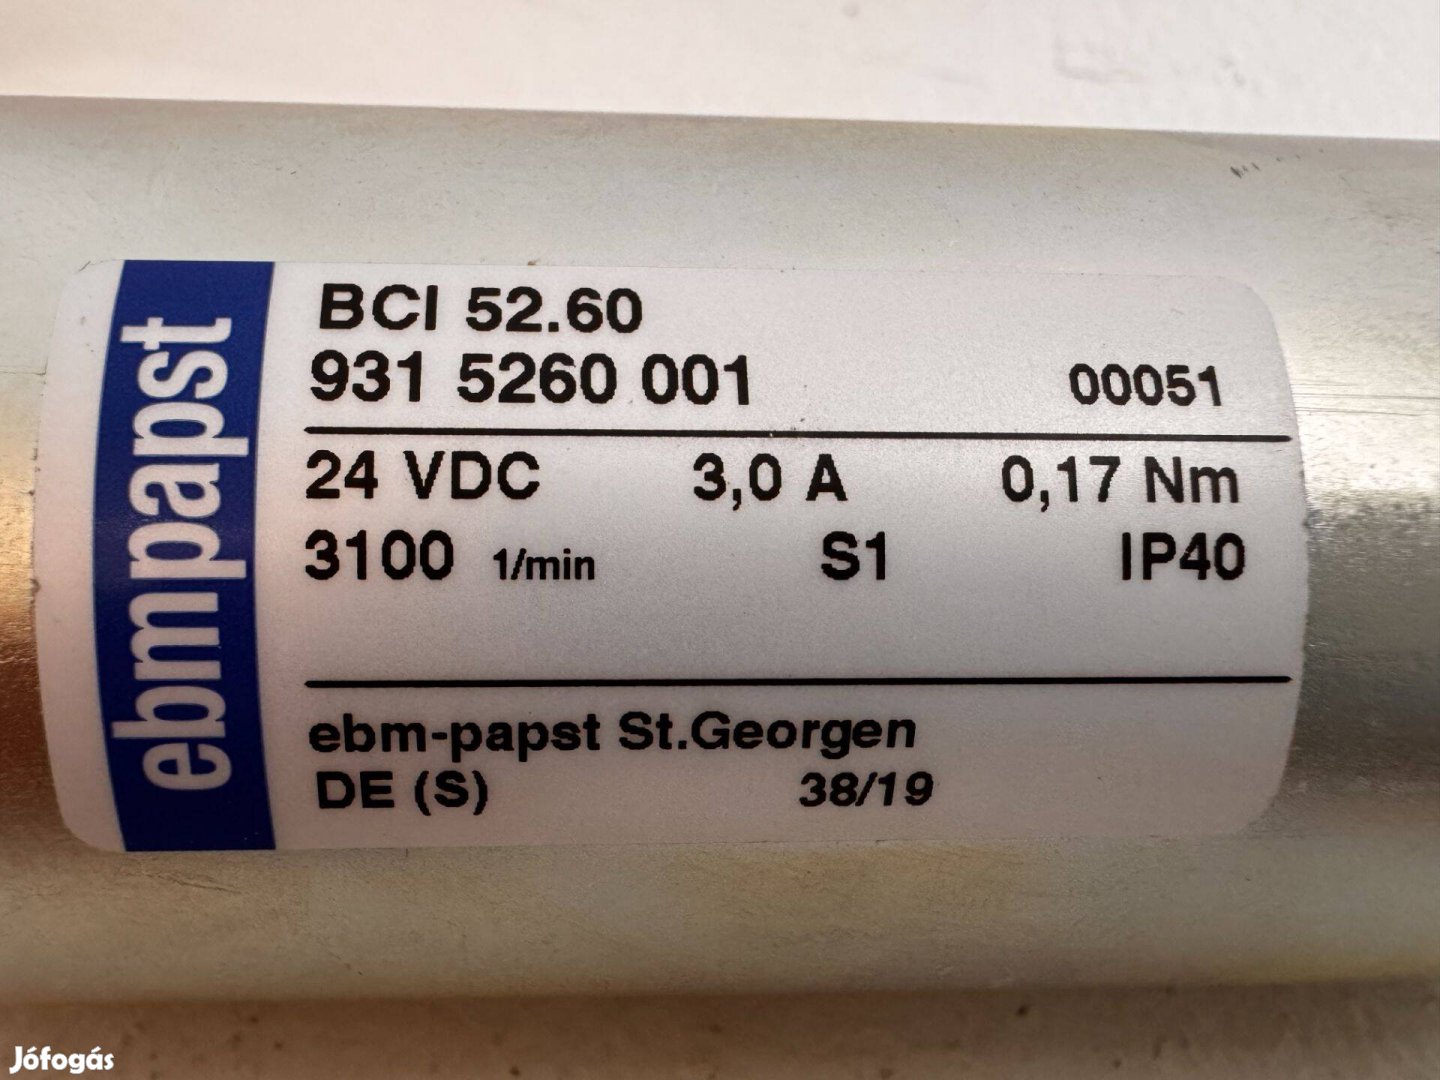 ebmpapst
BCI 52.60
931 5260 001 00051
24 VDC 3,0 A 0,17 Nm
3100 1/min S1 IP40
ebm-papst St.Georgen
DE (S) 38/19
Jófogás